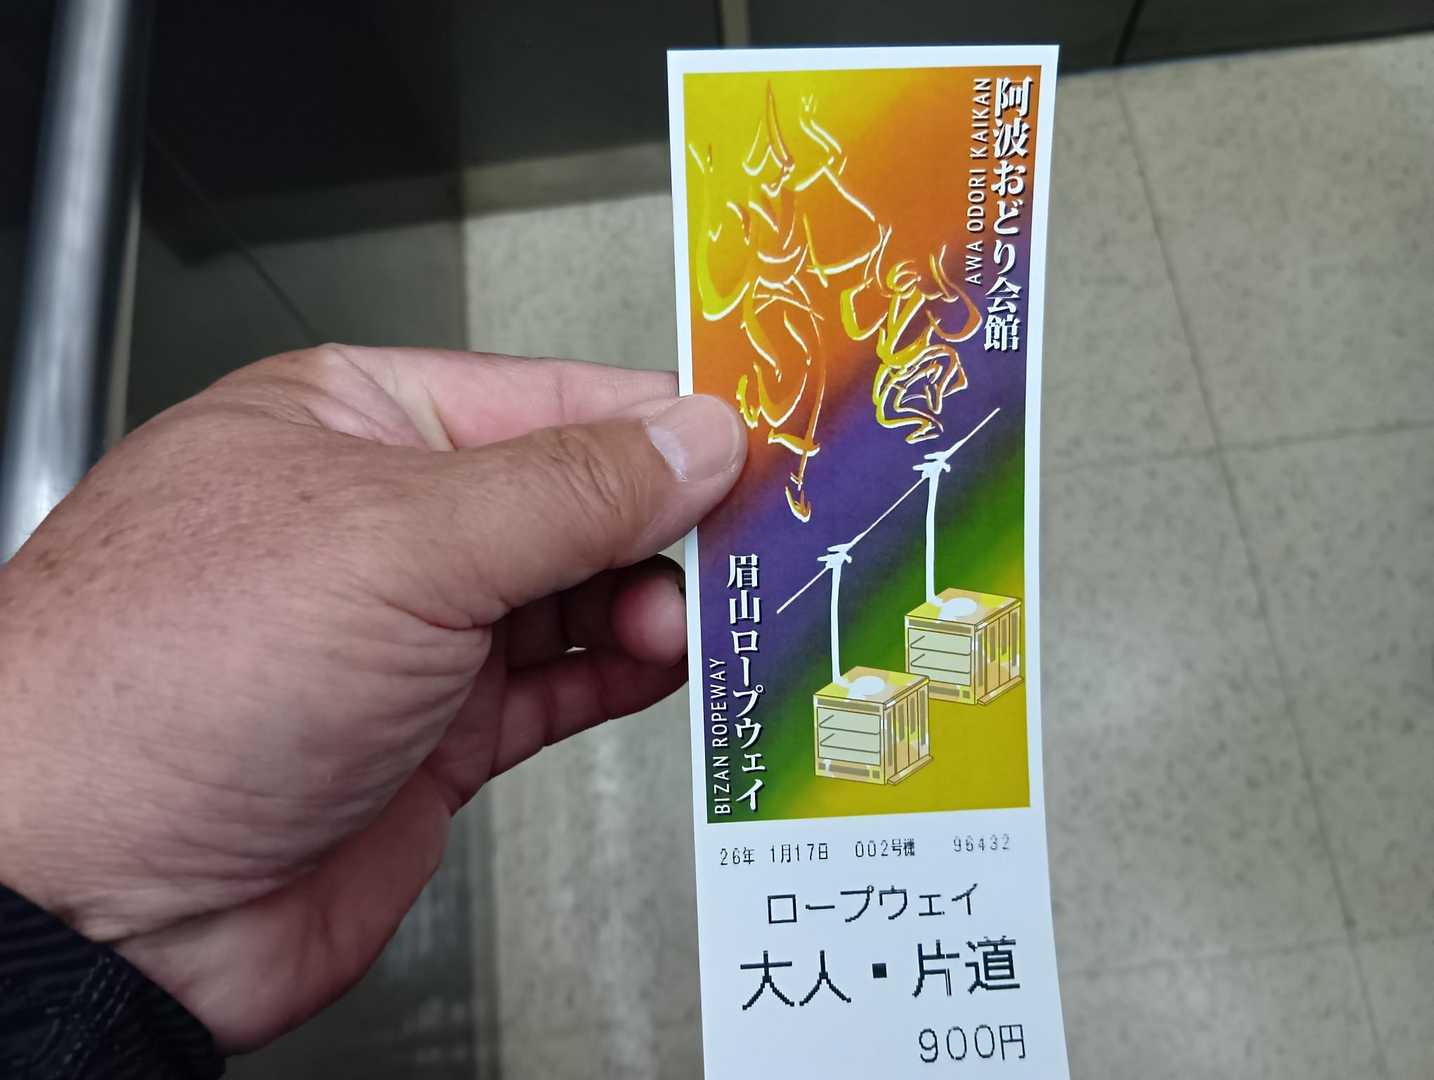 阿波おどり会館
AWA ODORI KAIKAN
眉山ロープウェイ
BIZAN ROPEWAY
26年 1月17日 002号機 96432
ロープウェイ
大人・片道
900円